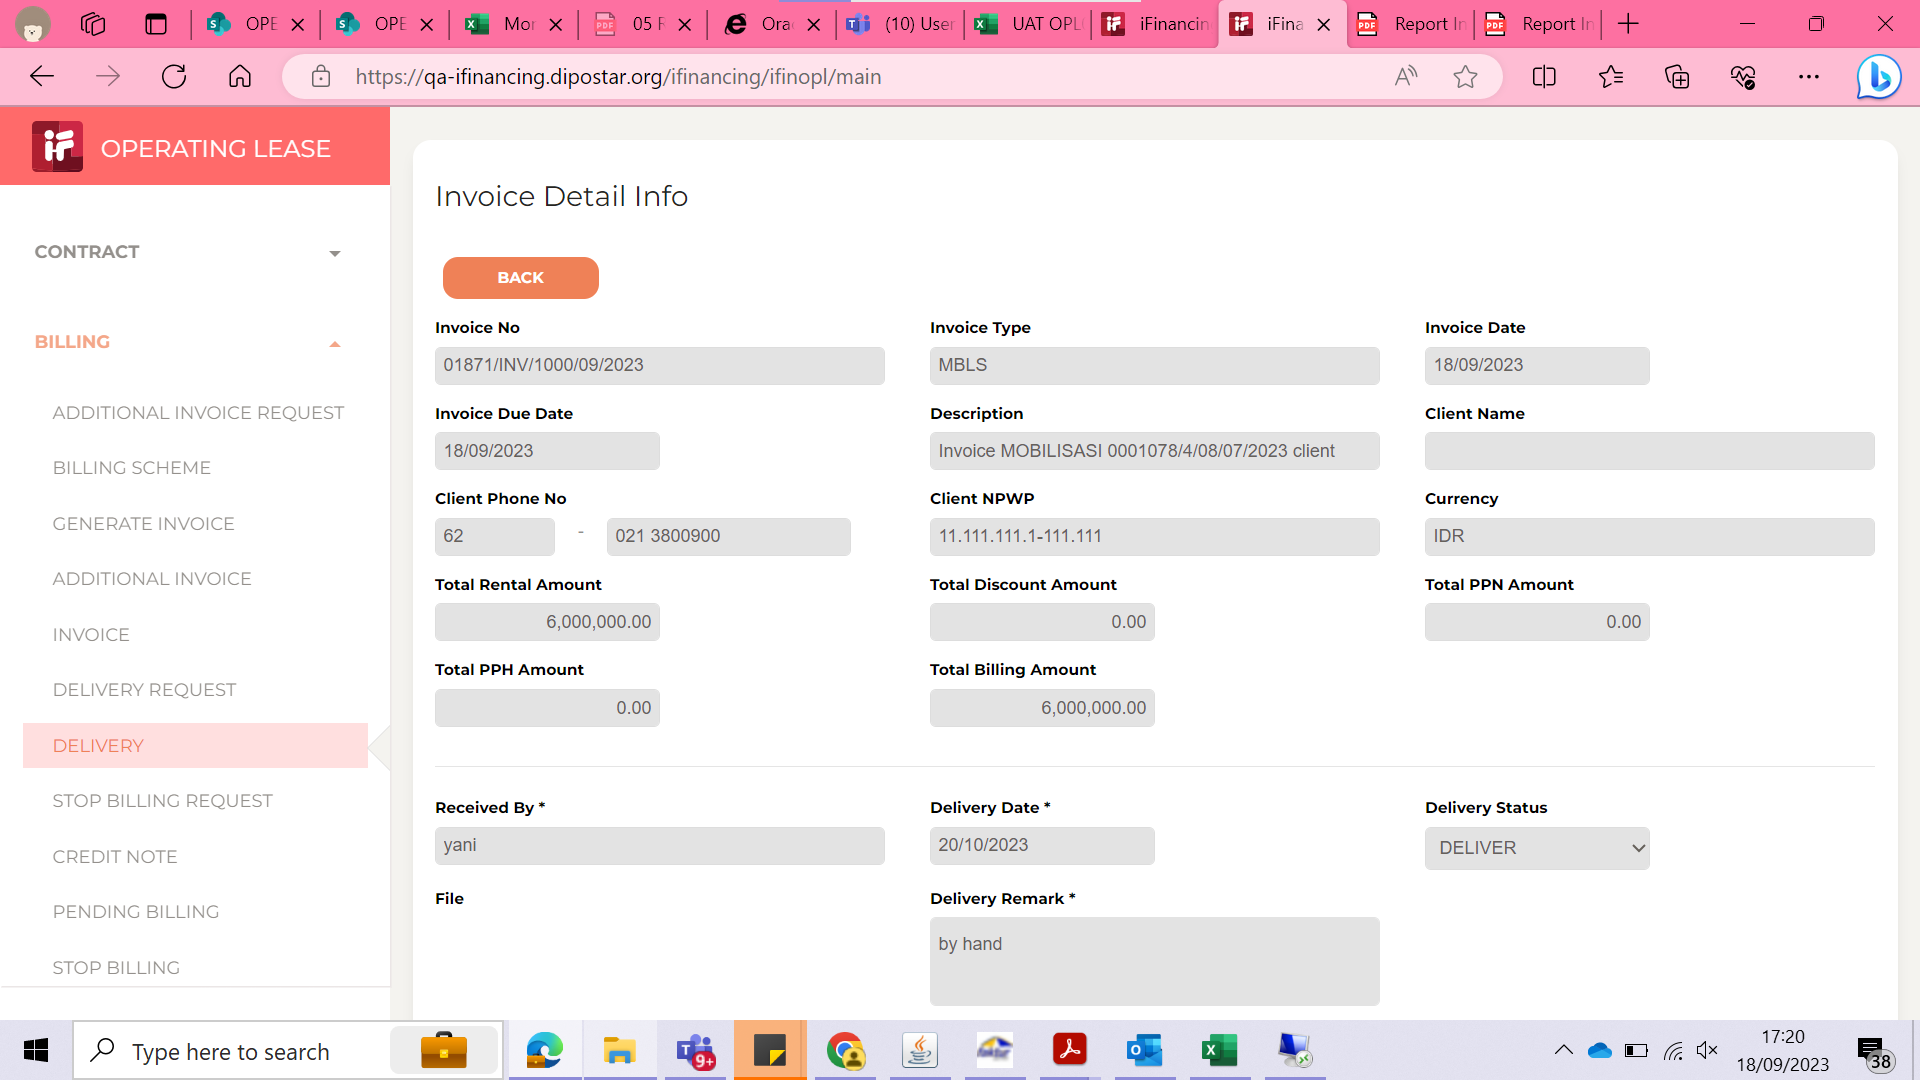 OPE
OPE
Mor
05 F
Ora
(10) User
UAT OPL
iFinancin
iFina
Report In
Report In
https://qa-ifinancing.dipostar.org/ifinancing/ifinopl/main
iF OPERATING LEASE
CONTRACT
BILLING
ADDITIONAL INVOICE REQUEST
BILLING SCHEME
GENERATE INVOICE
ADDITIONAL INVOICE
INVOICE
DELIVERY REQUEST
DELIVERY
STOP BILLING REQUEST
CREDIT NOTE
PENDING BILLING
STOP BILLING
Invoice Detail Info
BACK
Invoice No
Invoice Type
Invoice Date
01871/INV/1000/09/2023
MBLS
18/09/2023
Invoice Due Date
Description
Client Name
18/09/2023
Invoice MOBILISASI 0001078/4/08/07/2023 client
Client Phone No
Client NPWP
Currency
62 - 021 3800900
11.111.111.1-111.111
IDR
Total Rental Amount
Total Discount Amount
Total PPN Amount
6,000,000.00
0.00
0.00
Total PPH Amount
Total Billing Amount
0.00
6,000,000.00
Received By *
Delivery Date *
Delivery Status
yani
20/10/2023
DELIVER
File
Delivery Remark *
by hand
Type here to search
9+
17:20
18/09/2023
38